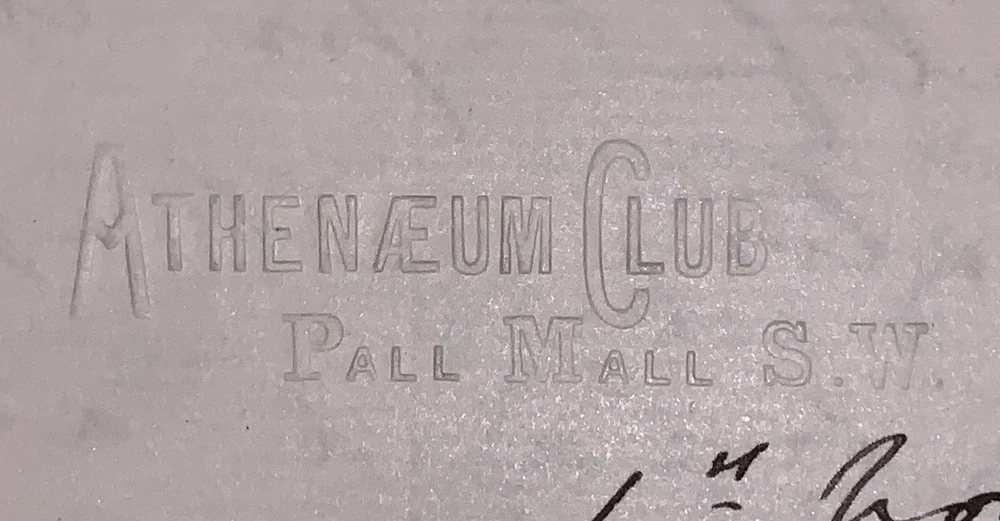 ATHENÆUM CLUB
PALL MALL S.W.